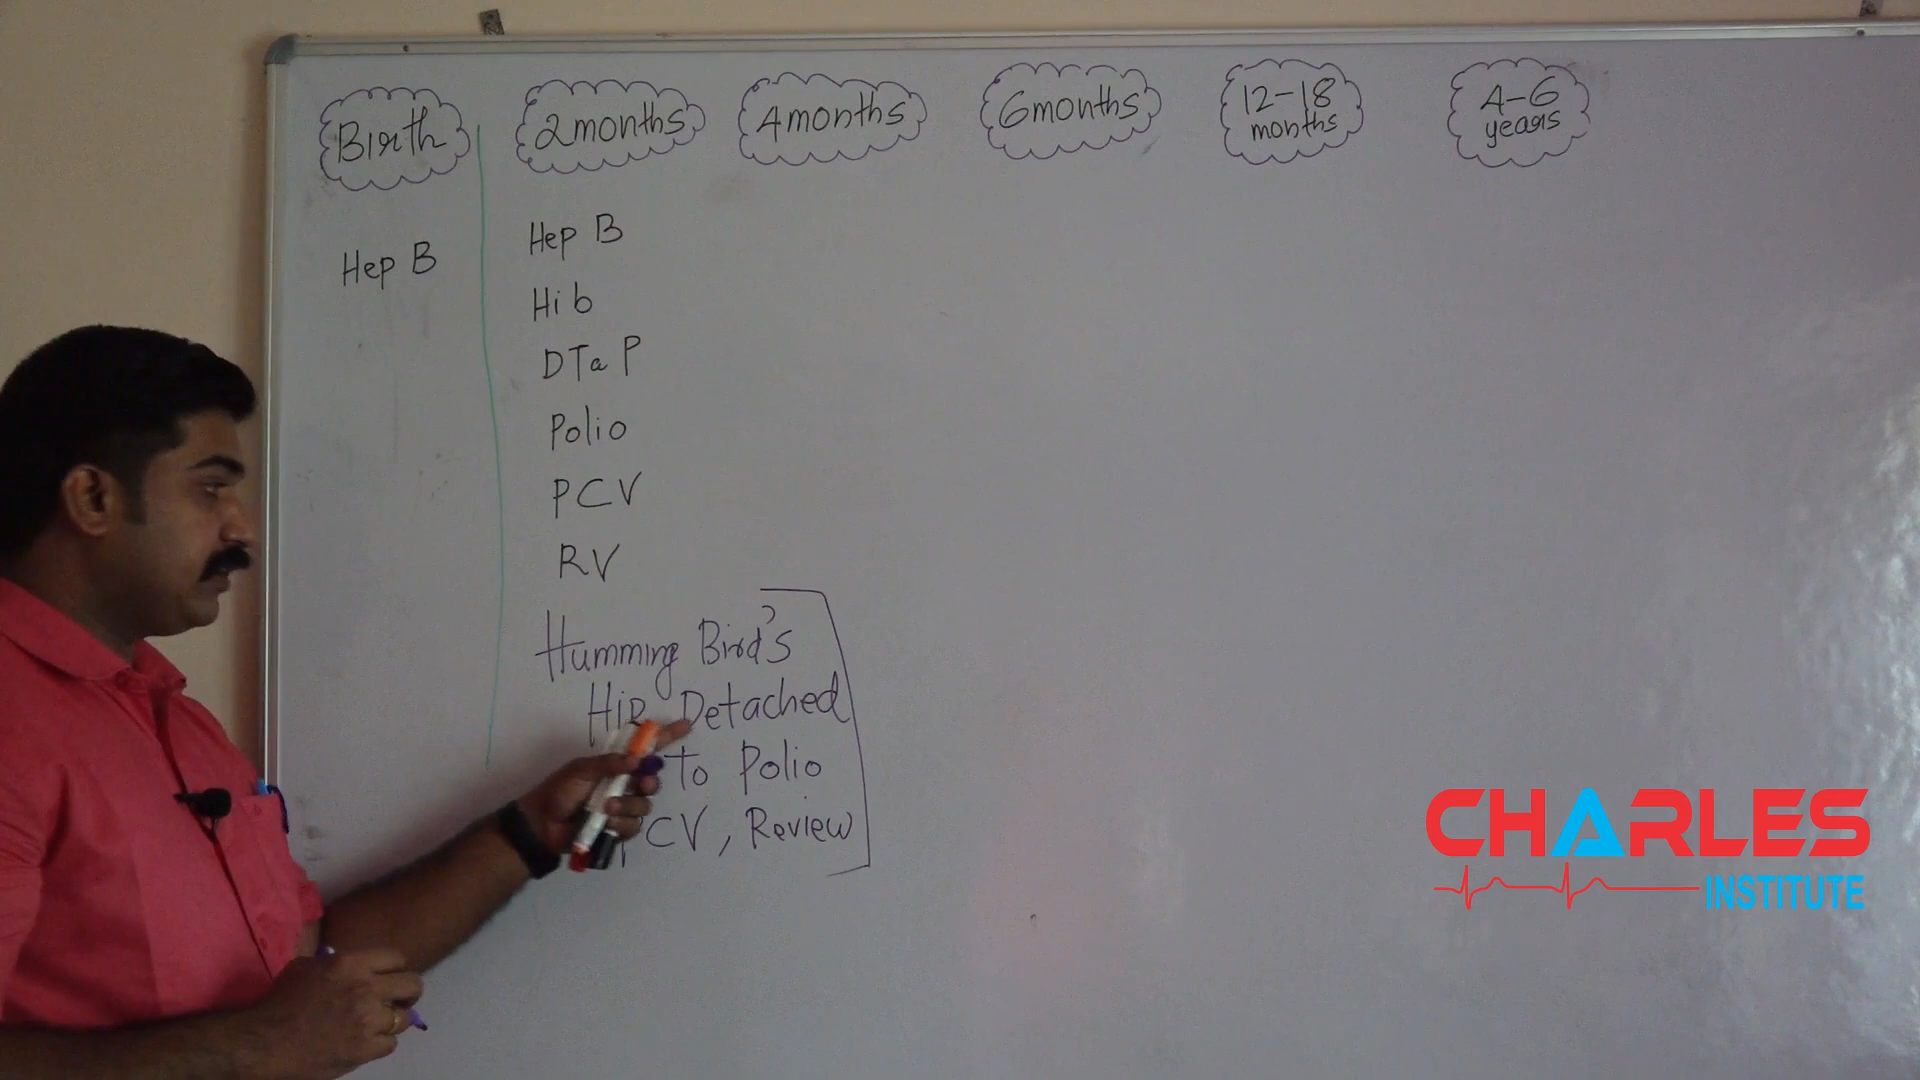 Birth
2months
4months
6months
12-18
months
4-6
years
Hep B
Hep B
Hib
DTaP
Polio
PCV
RV
Humming Bird's
Hip Detached
to Polio
PCV, Review
CHARLES
INSTITUTE